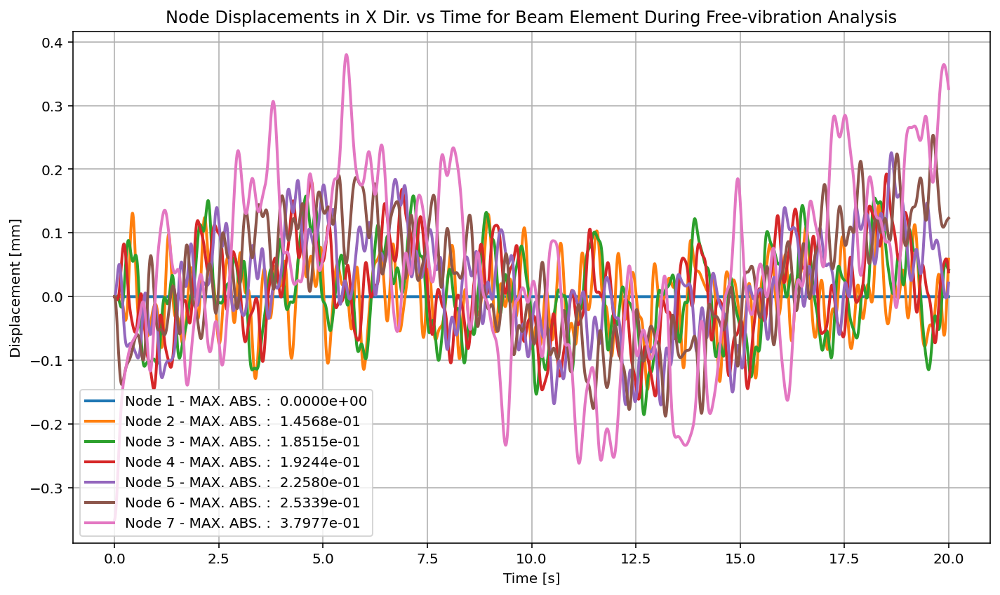 Node Displacements in X Dir. vs Time for Beam Element During Free-vibration Analysis
0.4
0.3
0.2
0.1
0.0
−0.1
−0.2
−0.3
Displacement [mm]
Node 1 - MAX. ABS. :  0.0000e+00
Node 2 - MAX. ABS. :  1.4568e-01
Node 3 - MAX. ABS. :  1.8515e-01
Node 4 - MAX. ABS. :  1.9244e-01
Node 5 - MAX. ABS. :  2.2580e-01
Node 6 - MAX. ABS. :  2.5339e-01
Node 7 - MAX. ABS. :  3.7977e-01
0.0 2.5 5.0 7.5 10.0 12.5 15.0 17.5 20.0
Time [s]